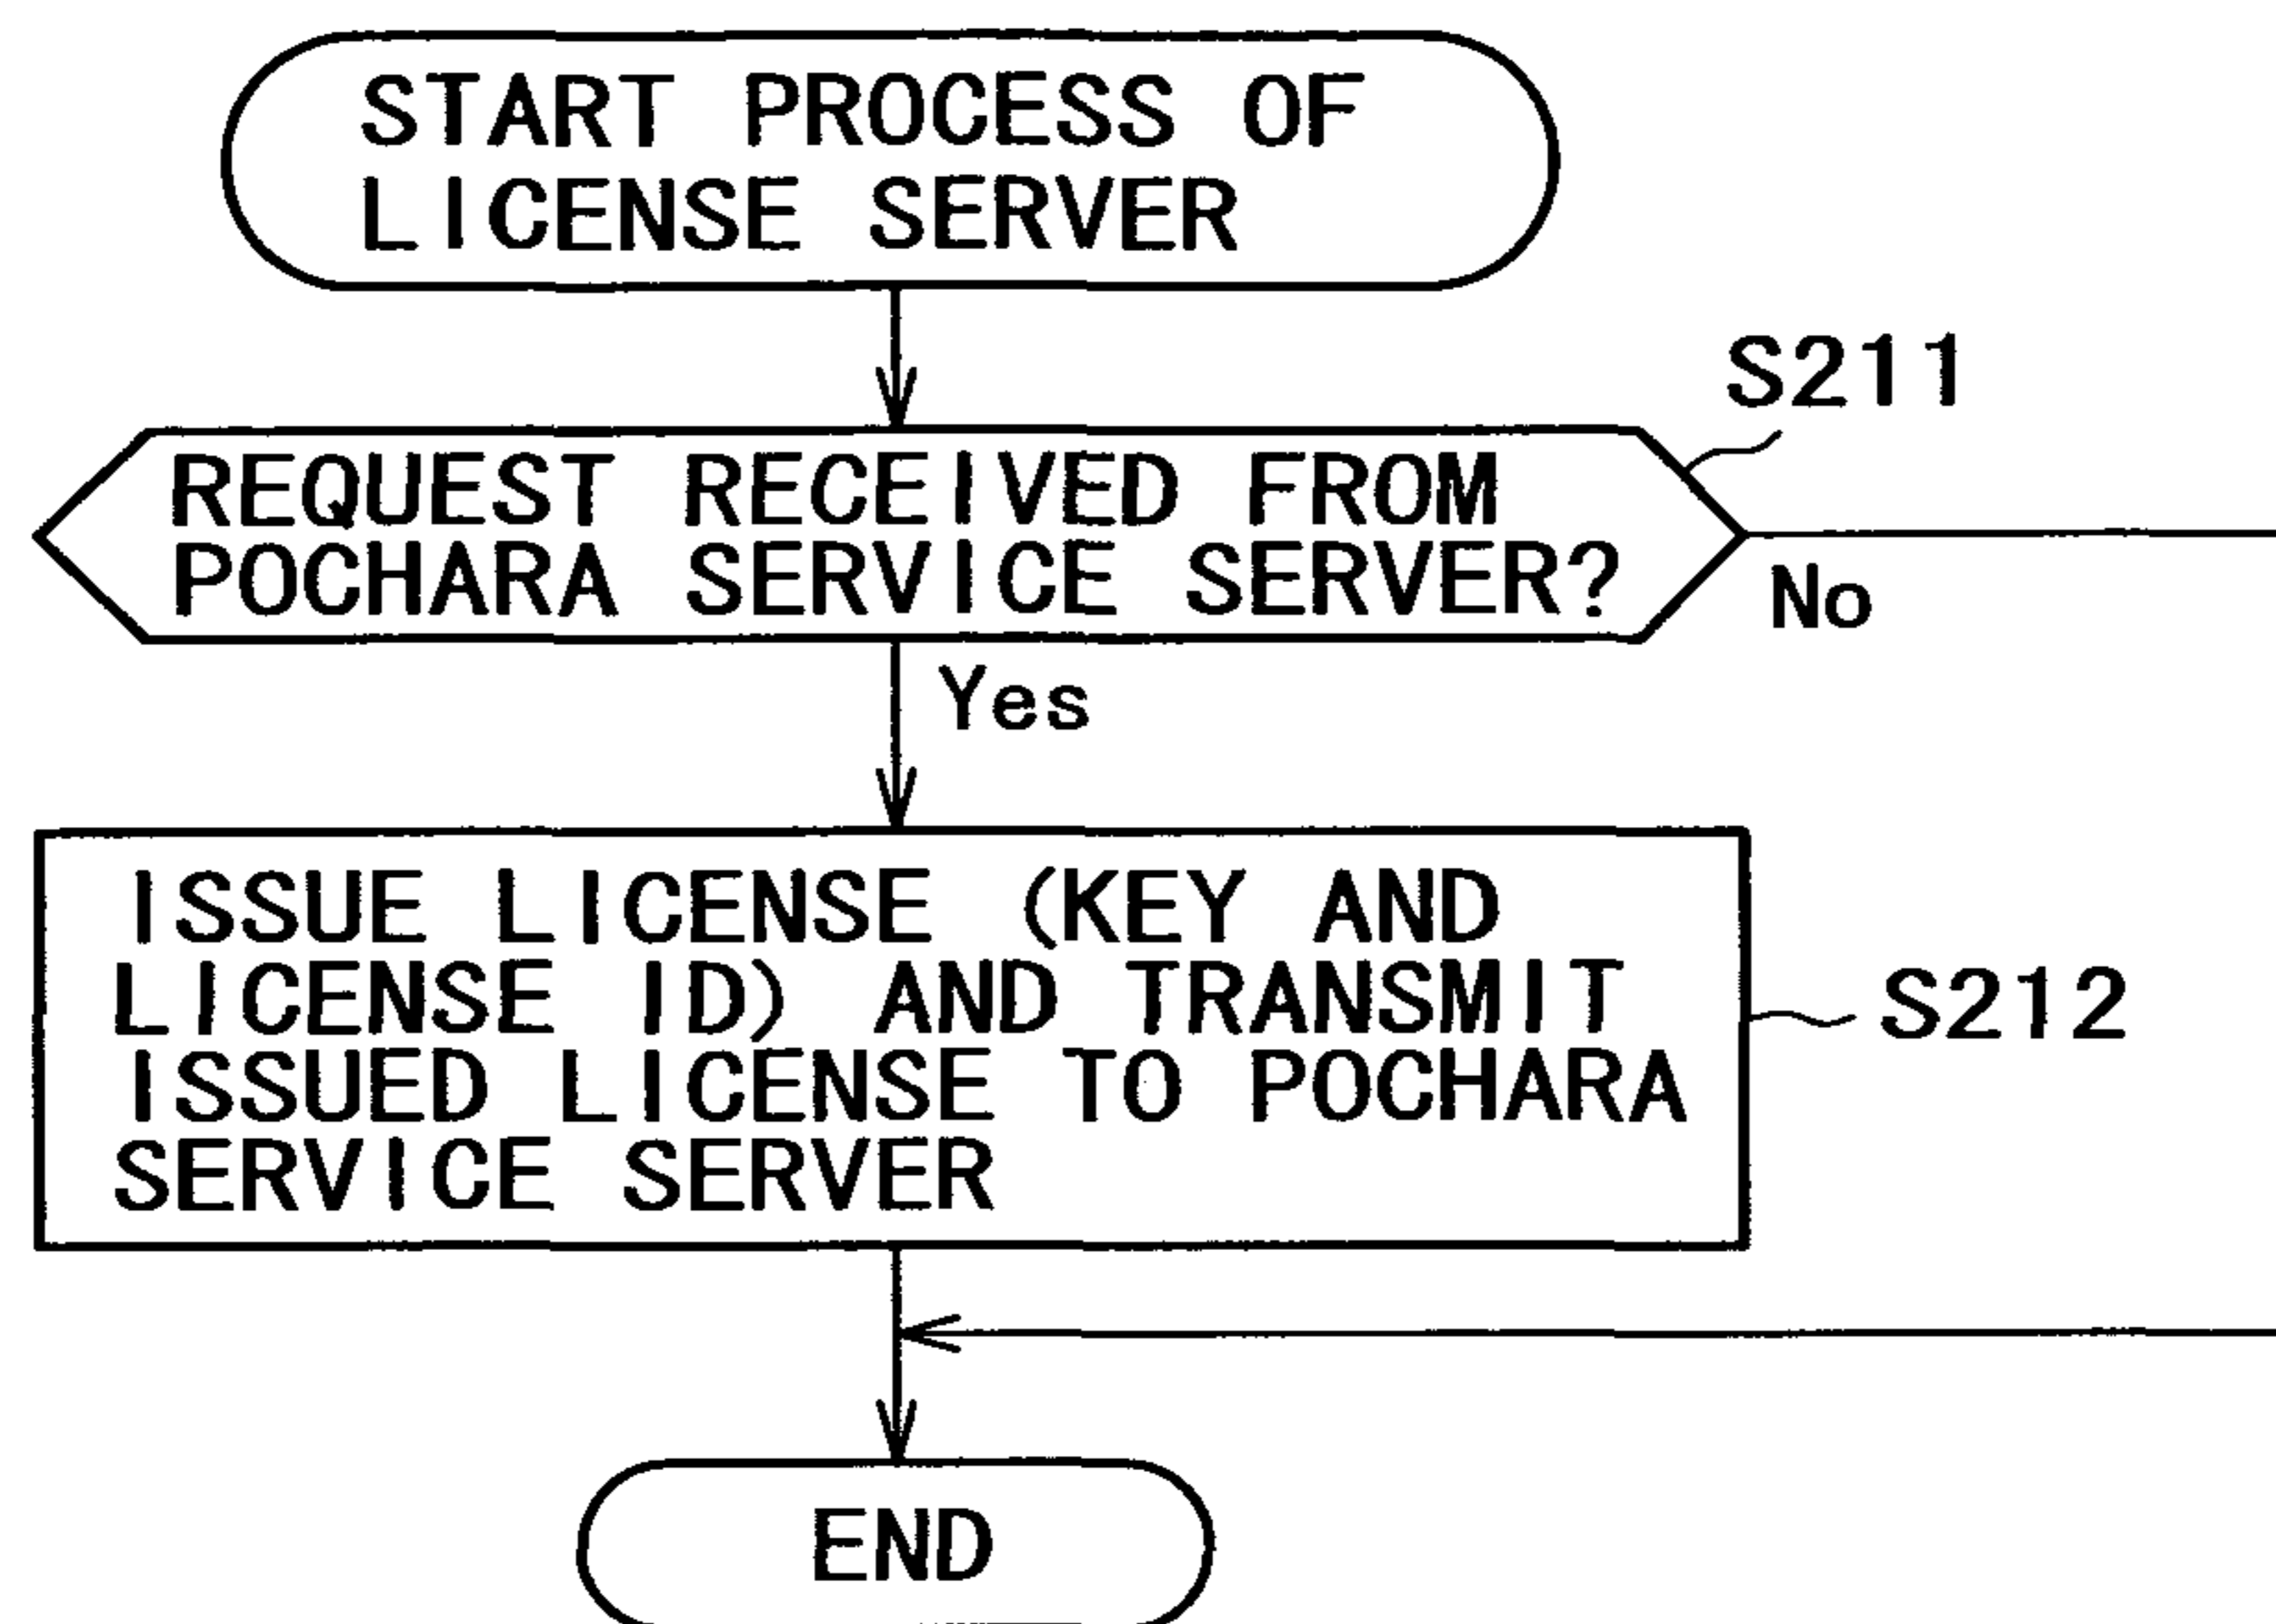 START PROCESS OF
LICENSE SERVER
S211
REQUEST RECEIVED FROM
POCHARA SERVICE SERVER?
No
Yes
ISSUE LICENSE (KEY AND
LICENSE ID) AND TRANSMIT
ISSUED LICENSE TO POCHARA
SERVICE SERVER
S212
END